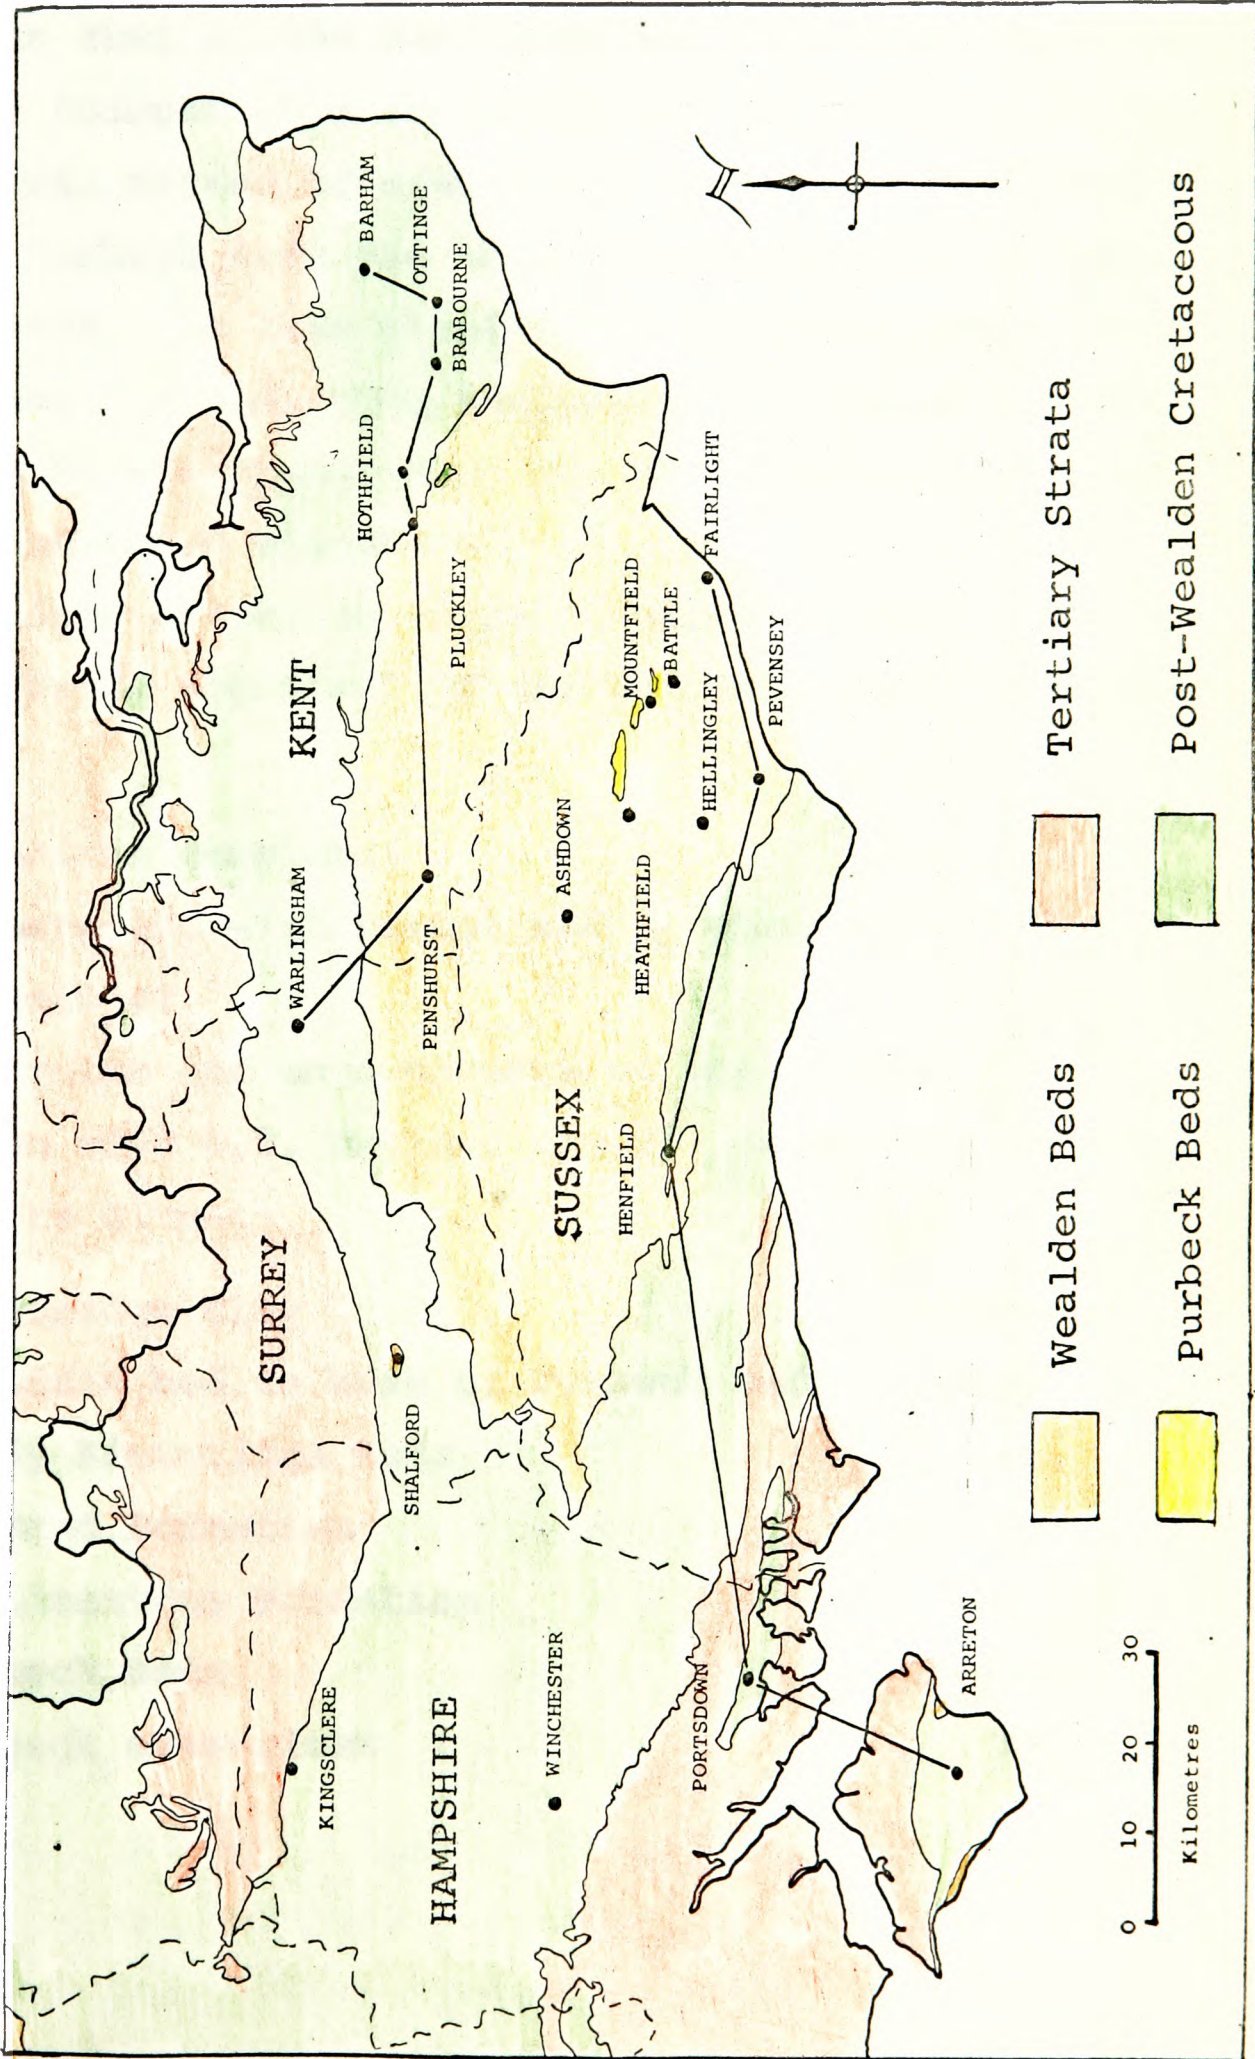 BARHAM
OTTINGE
BRABOURNE
HOTHFIELD
PLUCKLEY
KENT
WARLINGHAM
PENSHURST
FAIRLIGHT
MOUNTFIELD
BATTLE
HELLINGLEY
PEVENSEY
ASHDOWN
HEATHFIELD
SUSSEX
HENFIELD
SURREY
SHALFORD
KINGSCLERE
HAMPSHIRE
WINCHESTER
PORTSDOWN
ARRETON
0 10 20 30
Kilometres
Wealden Beds
Tertiary Strata
Purbeck Beds
Post-Wealden Cretaceous